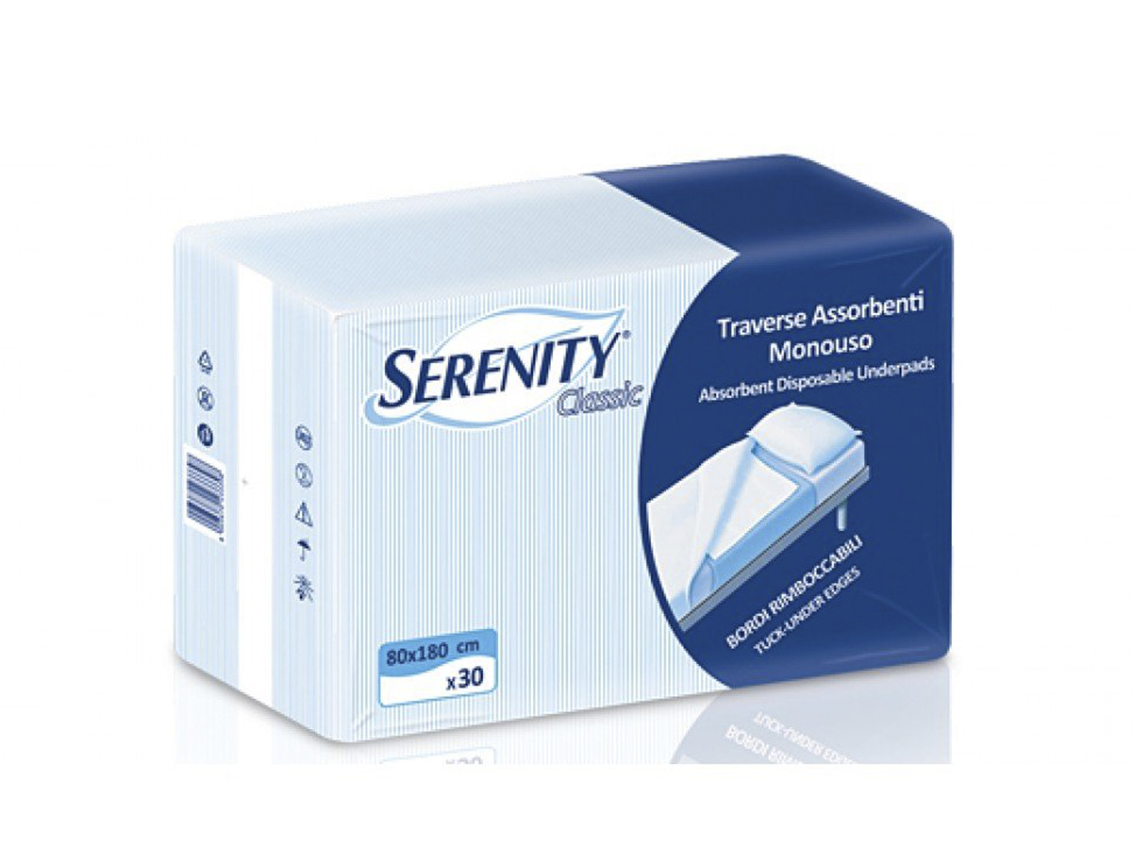 SERENITY®
Classic
Traverse Assorbenti
Monouso
Absorbent Disposable Underpads
BORDI RIMBOCCABILI
TUCK-UNDER EDGES
80x180 cm
x30